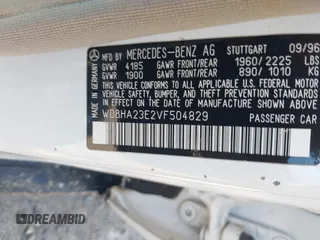 MERCEDES-BENZ AG STUTTGART 09/96
GVWR 4185 GAWR FRONT/REAR 1960/2225 LBS
GVWR 1900 GAWR FRONT/REAR 890/1010 KG
THIS VEHICLE CONFORMS TO ALL APPLICABLE FEDERAL MOTOR
VEHICLE SAFETY, BUMPER, AND THEFT PREVENTION STANDARDS
IN EFFECT ON THE DATE OF MANUFACTURE SHOWN ABOVE.
WDBHA23E2VF504829
PASSENGER CAR
MADE IN GERMANY
DREAMBID